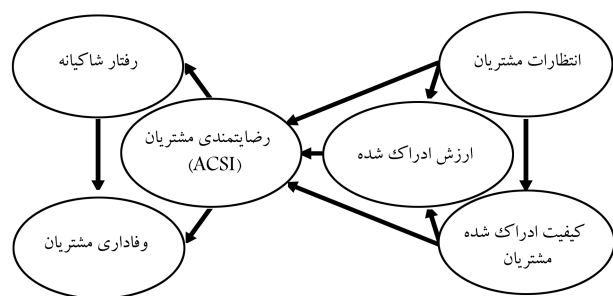 انتظارات مشتریان
رفتار شاکیانه
ارزش ادراک شده
رضایتمندی مشتریان
(ACSI)
کیفیت ادراک شده
مشتریان
وفاداری مشتریان